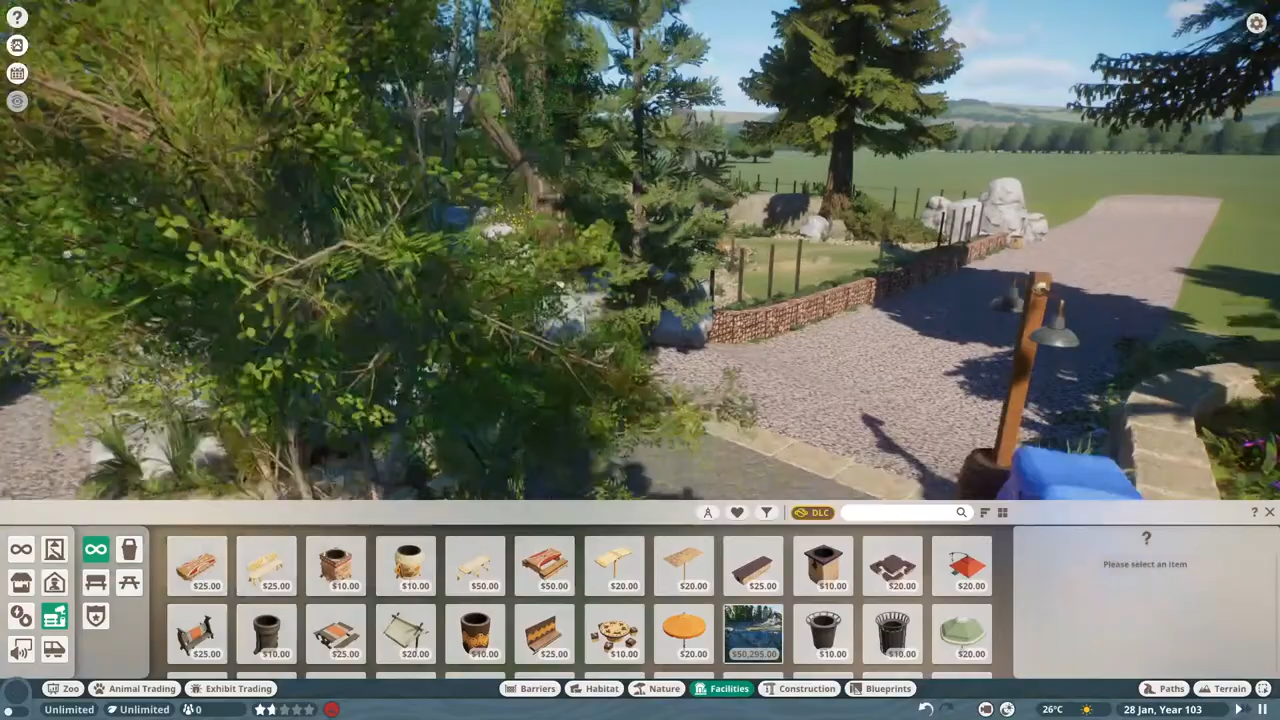 DLC
$25.00
$25.00
$10.00
$10.00
$50.00
$50.00
$20.00
$20.00
$25.00
$10.00
$20.00
$20.00
Please select an item
$25.00
$10.00
$25.00
$20.00
$10.00
$25.00
$10.00
$20.00
$50,295.00
$10.00
$10.00
$20.00
Zoo
Animal Trading
Exhibit Trading
Barriers
Habitat
Nature
Facilities
Construction
Blueprints
Paths
Terrain
Unlimited
Unlimited
0
26°C
28 Jan, Year 103